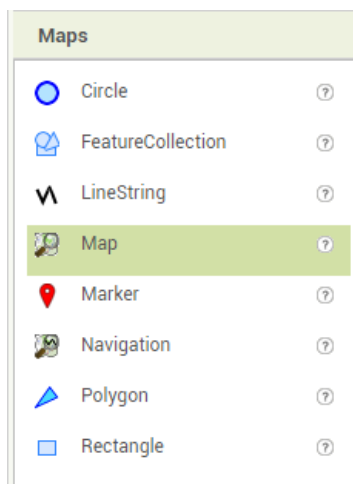 Maps
Circle ?
FeatureCollection ?
LineString ?
Map ?
Marker ?
Navigation ?
Polygon ?
Rectangle ?